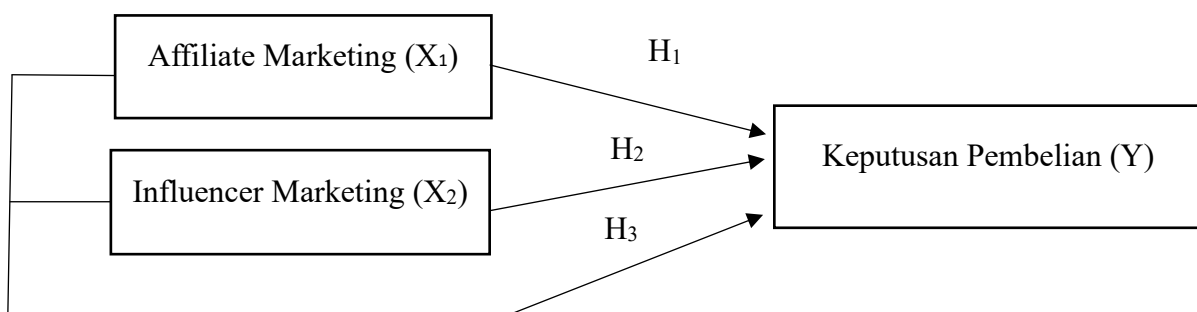 Affiliate Marketing (X₁)
H₁
Keputusan Pembelian (Y)
H₂
Influencer Marketing (X₂)
H₃